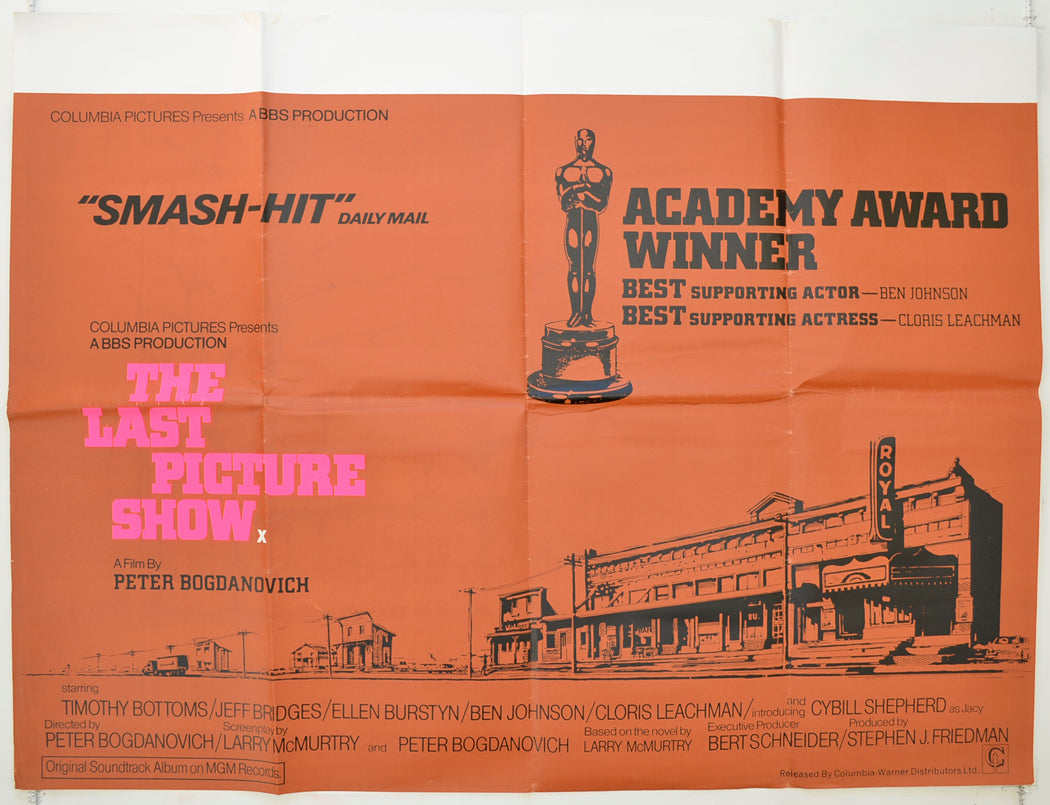 COLUMBIA PICTURES Presents A BBS PRODUCTION
"SMASH-HIT" DAILY MAIL
ACADEMY AWARD
WINNER
BEST SUPPORTING ACTOR—BEN JOHNSON
BEST SUPPORTING ACTRESS—CLORIS LEACHMAN
COLUMBIA PICTURES Presents
A BBS PRODUCTION
THE
LAST
PICTURE
SHOW x
A Film By
PETER BOGDANOVICH
ROYAL
starring
TIMOTHY BOTTOMS/JEFF BRIDGES/ELLEN BURSTYN/BEN JOHNSON/CLORIS LEACHMAN/and introducing CYBILL SHEPHERD as Jacy
Directed by PETER BOGDANOVICH/Screenplay by LARRY McMURTRY and PETER BOGDANOVICH Based on the novel by LARRY McMURTRY Executive Producer BERT SCHNEIDER/Produced by STEPHEN J. FRIEDMAN
Original Soundtrack Album on MGM Records.
Released By Columbia-Warner Distributors Ltd.